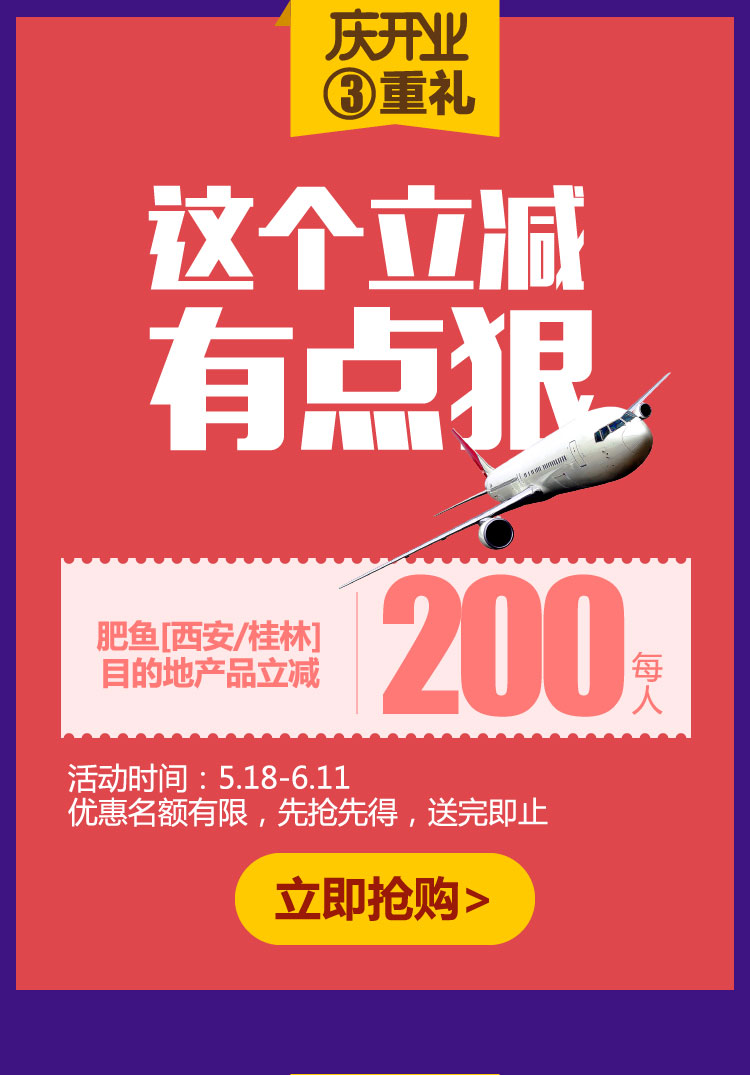 庆开业
③重礼
这个立减
有点狠
肥鱼[西安/桂林]
目的地产品立减
200
每人
活动时间：5.18-6.11
优惠名额有限，先抢先得，送完即止
立即抢购>